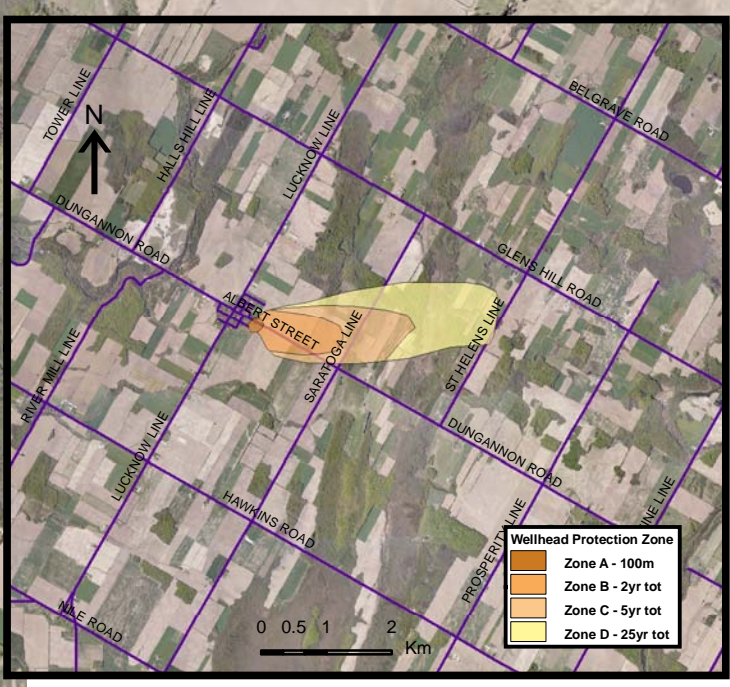 BELGRAVE ROAD
TOWER LINE
N
HALLS HILL LINE
LUCKNOW LINE
DUNGANNON ROAD
GLENS HILL ROAD
ALBERT STREET
SARATOGA LINE
ST HELENS LINE
RIVER MILL LINE
LUCKNOW LINE
DUNGANNON ROAD
HAWKINS ROAD
PROSPERITY LINE
INE LINE
NILE ROAD
0 0.5 1 2
Km
Wellhead Protection Zone
Zone A - 100m
Zone B - 2yr tot
Zone C - 5yr tot
Zone D - 25yr tot